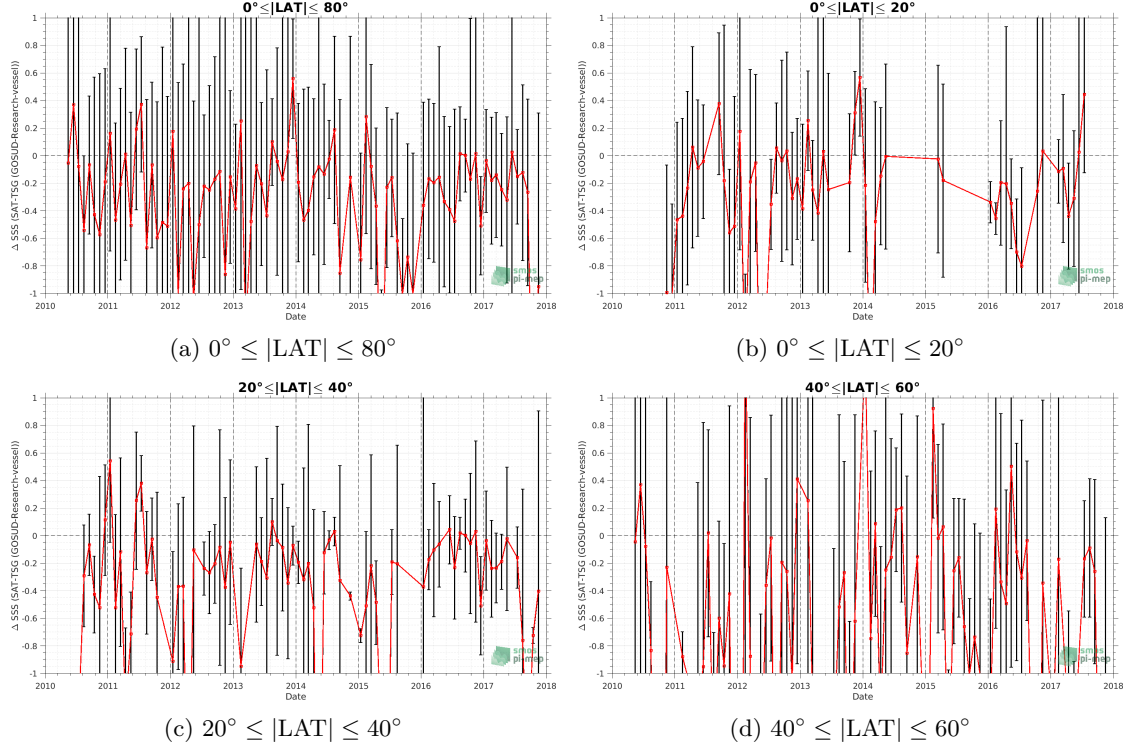 0°≤|LAT|≤ 80°
Δ SSS (SAT-TSG (GOSUD-Research-vessel))
1
0.8
0.6
0.4
0.2
0
-0.2
-0.4
-0.6
-0.8
-1
2010 2011 2012 2013 2014 2015 2016 2017 2018
Date
smos
pi-mep
(a) 0° ≤ |LAT| ≤ 80°
0°≤|LAT|≤ 20°
Δ SSS (SAT-TSG (GOSUD-Research-vessel))
1
0.8
0.6
0.4
0.2
0
-0.2
-0.4
-0.6
-0.8
-1
2010 2011 2012 2013 2014 2015 2016 2017 2018
Date
smos
pi-mep
(b) 0° ≤ |LAT| ≤ 20°
20°≤|LAT|≤ 40°
Δ SSS (SAT-TSG (GOSUD-Research-vessel))
1
0.8
0.6
0.4
0.2
0
-0.2
-0.4
-0.6
-0.8
-1
2010 2011 2012 2013 2014 2015 2016 2017 2018
Date
smos
pi-mep
(c) 20° ≤ |LAT| ≤ 40°
40°≤|LAT|≤ 60°
Δ SSS (SAT-TSG (GOSUD-Research-vessel))
1
0.8
0.6
0.4
0.2
0
-0.2
-0.4
-0.6
-0.8
-1
2010 2011 2012 2013 2014 2015 2016 2017 2018
Date
smos
pi-mep
(d) 40° ≤ |LAT| ≤ 60°